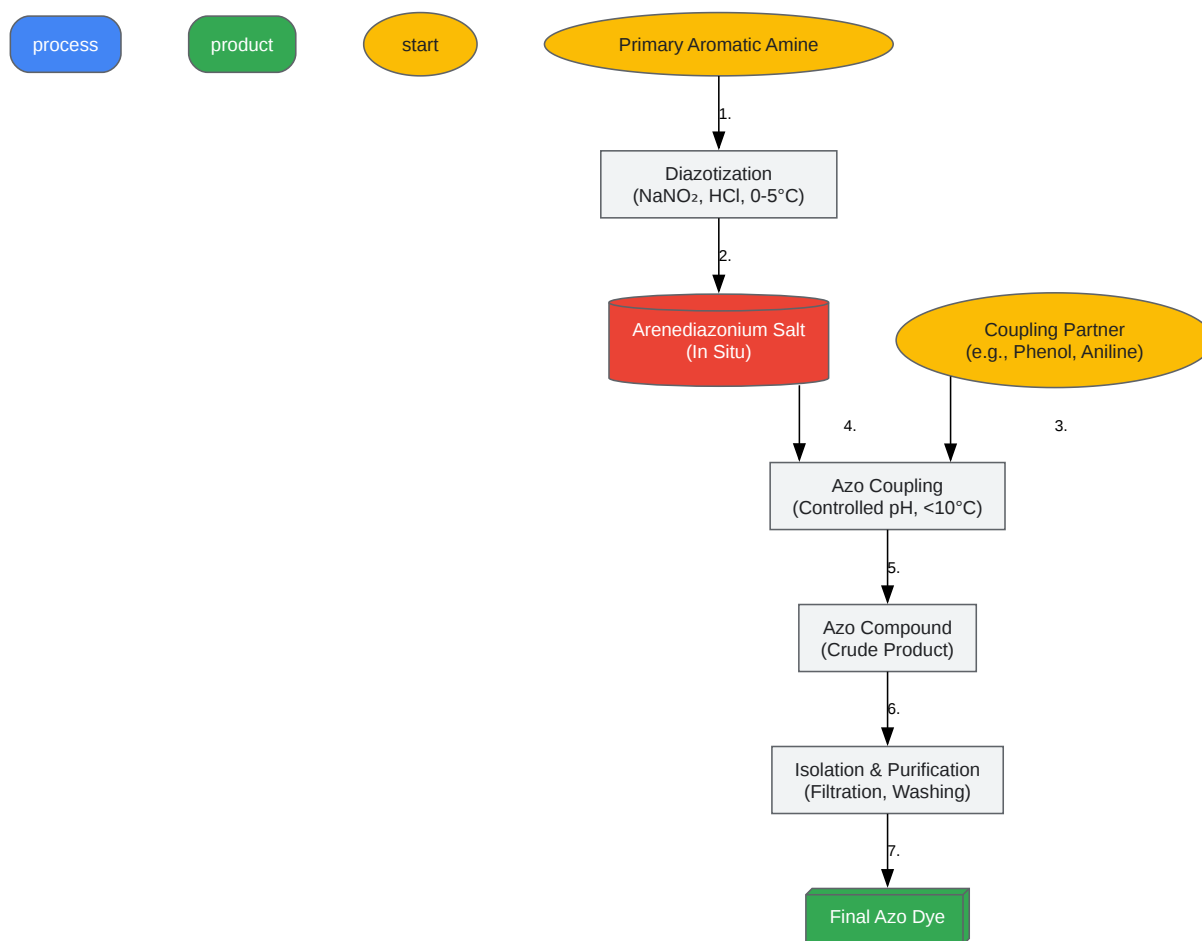 process
product
start
Primary Aromatic Amine
1.
Diazotization
(NaNO₂, HCl, 0-5°C)
2.
Arenediazonium Salt
(In Situ)
Coupling Partner
(e.g., Phenol, Aniline)
4.
3.
Azo Coupling
(Controlled pH, <10°C)
5.
Azo Compound
(Crude Product)
6.
Isolation & Purification
(Filtration, Washing)
7.
Final Azo Dye